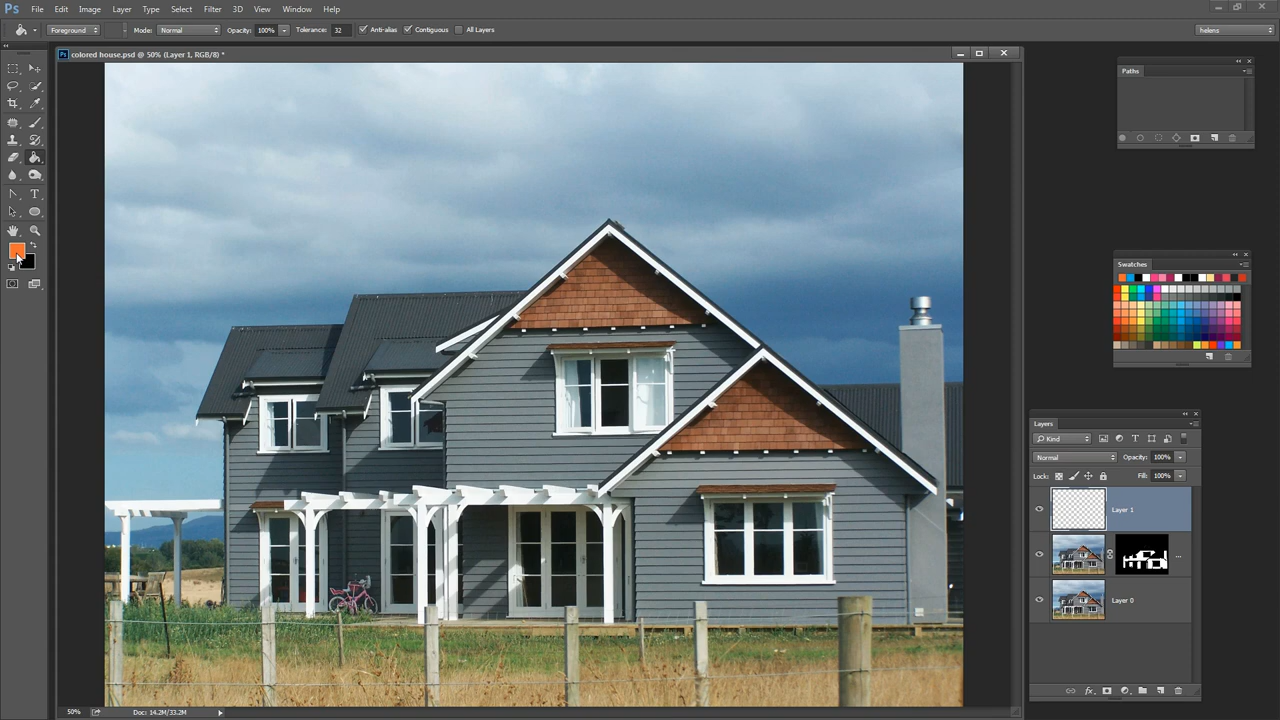 Ps File Edit Image Layer Type Select Filter 3D View Window Help
Foreground Mode: Normal Opacity: 100% Tolerance: 32 Anti-alias Contiguous All Layers helens
Ps colored house.psd @ 50% (Layer 1, RGB/8) *
Paths
Swatches
Layers
Kind
Normal Opacity: 100%
Lock: Fill: 100%
Layer 1
...
Layer 0
fx
50% Doc: 14.2M/33.2M